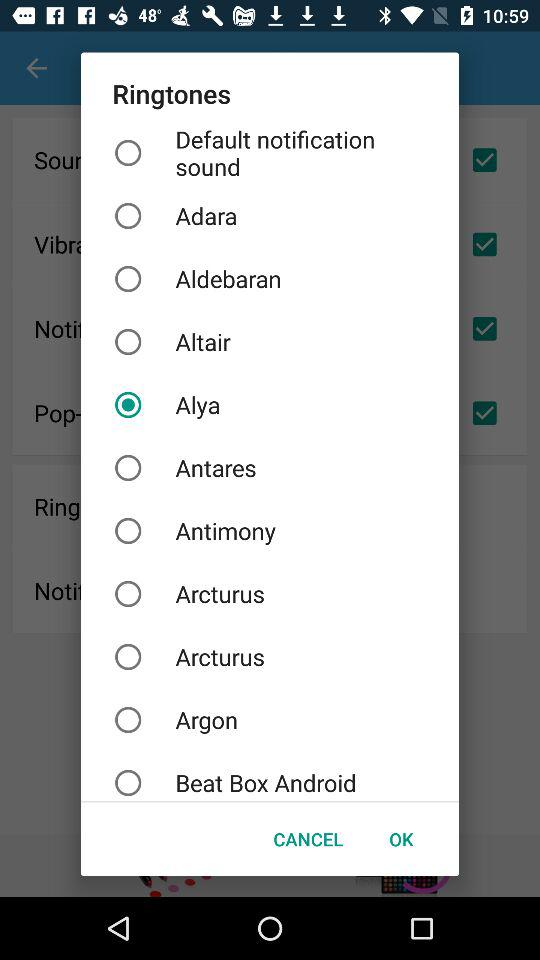 48°
10:59
Ringtones
Default notification
sound
Adara
Aldebaran
Altair
Alya
Antares
Antimony
Arcturus
Arcturus
Argon
Beat Box Android
CANCEL OK
Soun
Vibra
Notif
Pop-
Ring
Notif